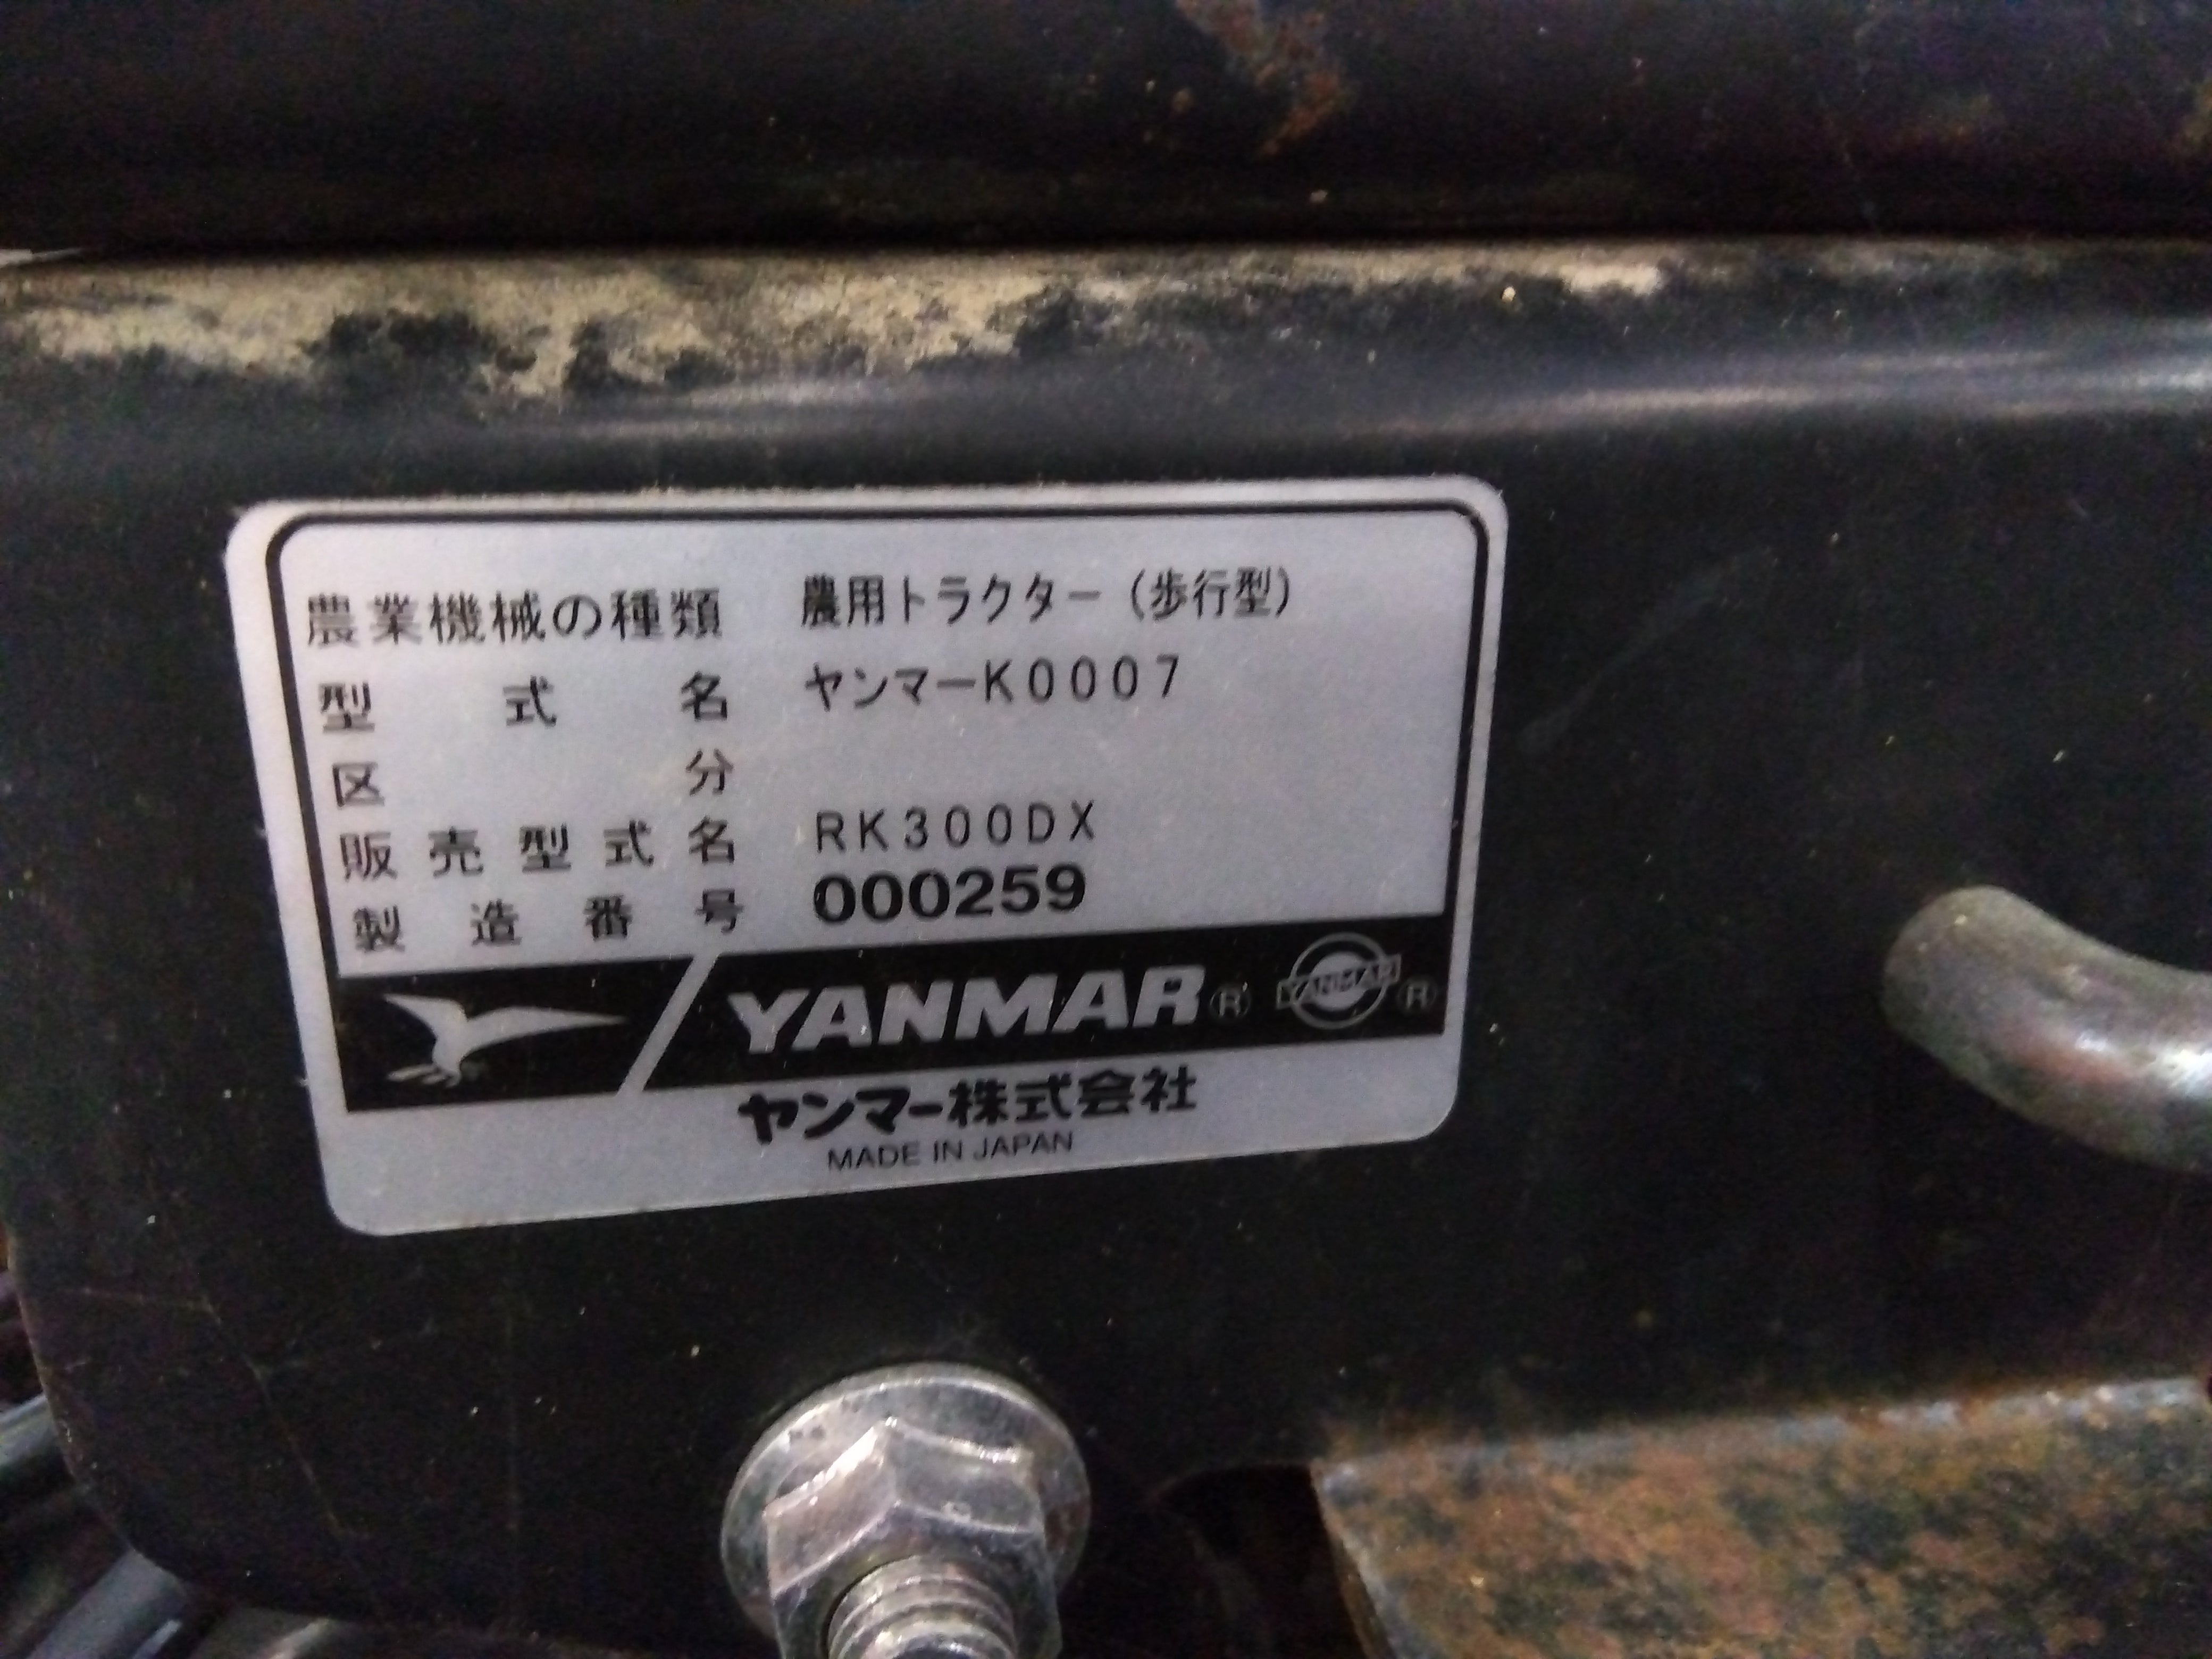 農業機械の種類 農用トラクター（歩行型）
型式名 ヤンマーK0007
区分
販売型式名 RK300DX
製造番号 000259
YANMAR® YANMAR®
ヤンマー株式会社
MADE IN JAPAN